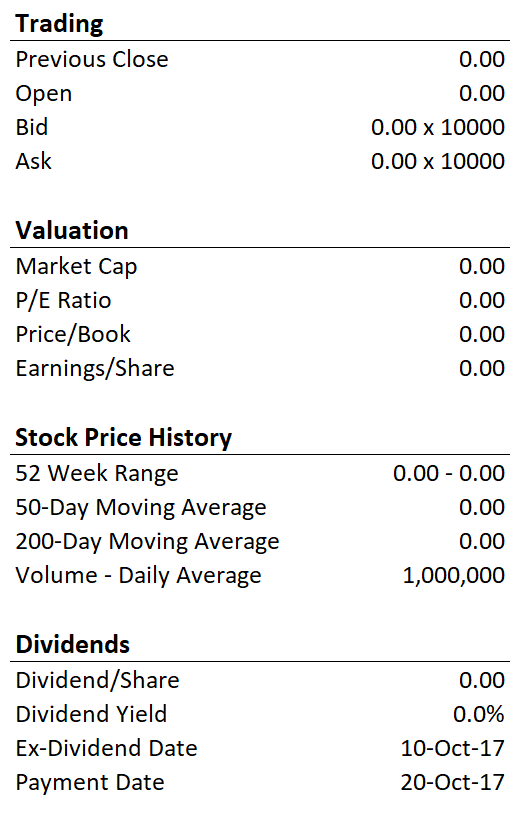 Trading
Previous Close 0.00
Open 0.00
Bid 0.00 x 10000
Ask 0.00 x 10000
Valuation
Market Cap 0.00
P/E Ratio 0.00
Price/Book 0.00
Earnings/Share 0.00
Stock Price History
52 Week Range 0.00 - 0.00
50-Day Moving Average 0.00
200-Day Moving Average 0.00
Volume - Daily Average 1,000,000
Dividends
Dividend/Share 0.00
Dividend Yield 0.0%
Ex-Dividend Date 10-Oct-17
Payment Date 20-Oct-17